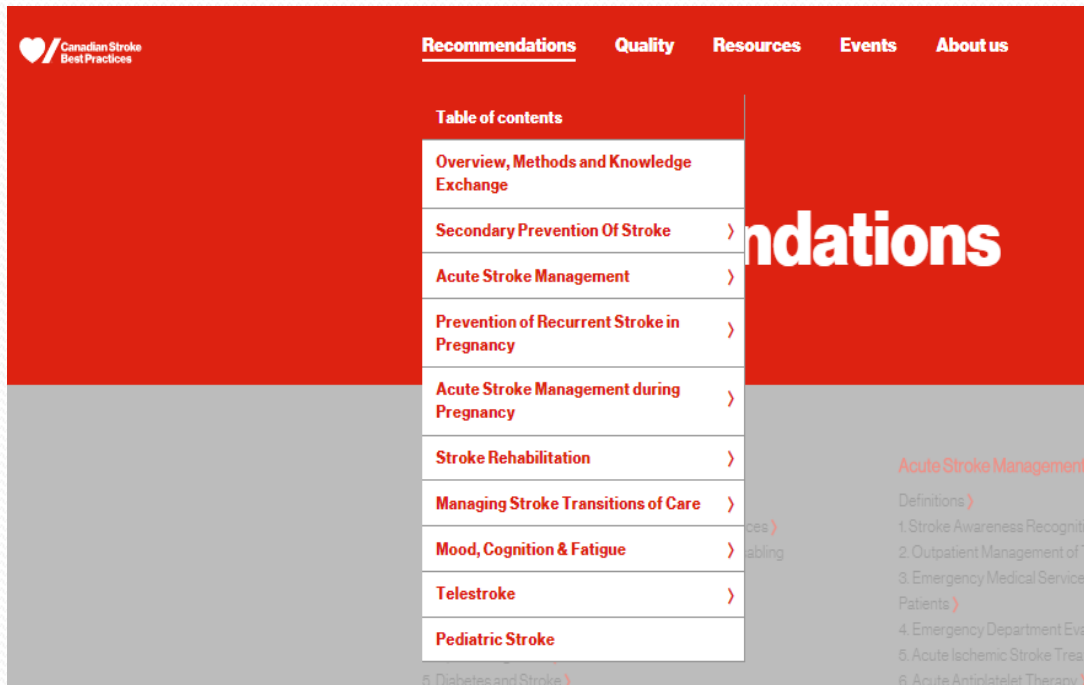 Canadian Stroke
Best Practices
Recommendations Quality Resources Events About us
Table of contents
Overview, Methods and Knowledge
Exchange
Secondary Prevention Of Stroke
ndations
Acute Stroke Management
Prevention of Recurrent Stroke in
Pregnancy
Acute Stroke Management during
Pregnancy
Stroke Rehabilitation
Managing Stroke Transitions of Care
Mood, Cognition & Fatigue
Telestroke
Pediatric Stroke
ces
abling
5. Diabetes and Stroke
Acute Stroke Management
Definitions
1. Stroke Awareness Recogniti
2. Outpatient Management of T
3. Emergency Medical Service
Patients
4. Emergency Department Eva
5. Acute Ischemic Stroke Trea
6. Acute Antiplatelet Therapy